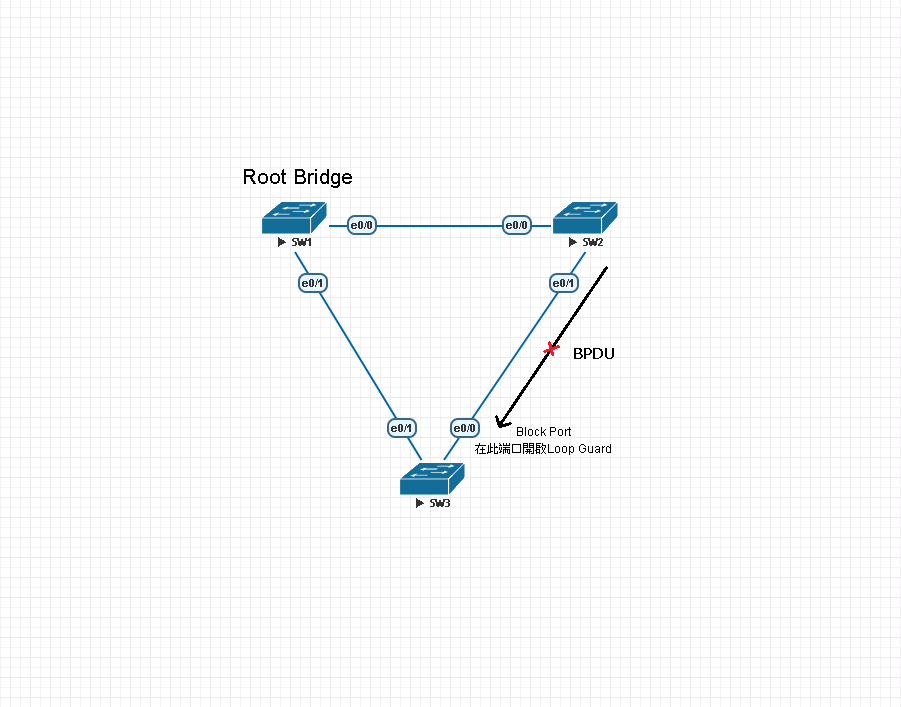 Root Bridge
e0/0
e0/0
SW1
SW2
e0/1
e0/1
BPDU
e0/1
e0/0
Block Port
在此端口開啟Loop Guard
SW3